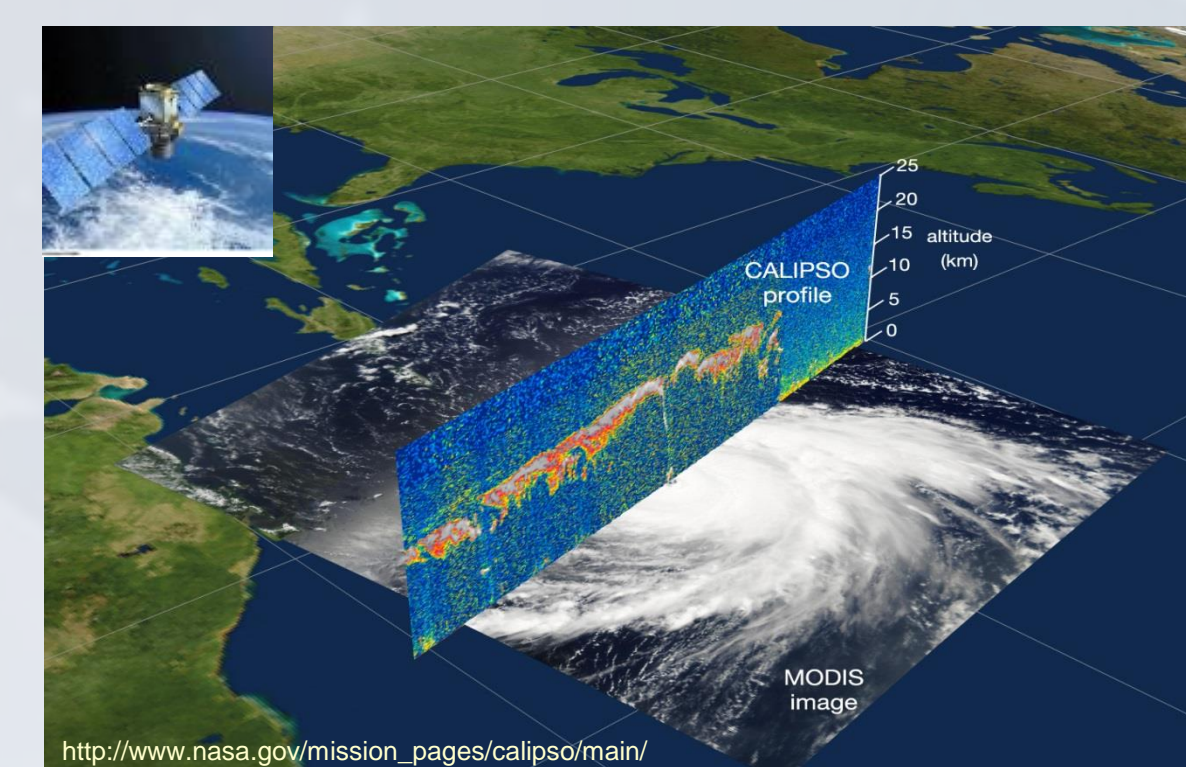 25
20
15
altitude
(km)
10
5
0
CALIPSO
profile
MODIS
image
http://www.nasa.gov/mission_pages/calipso/main/